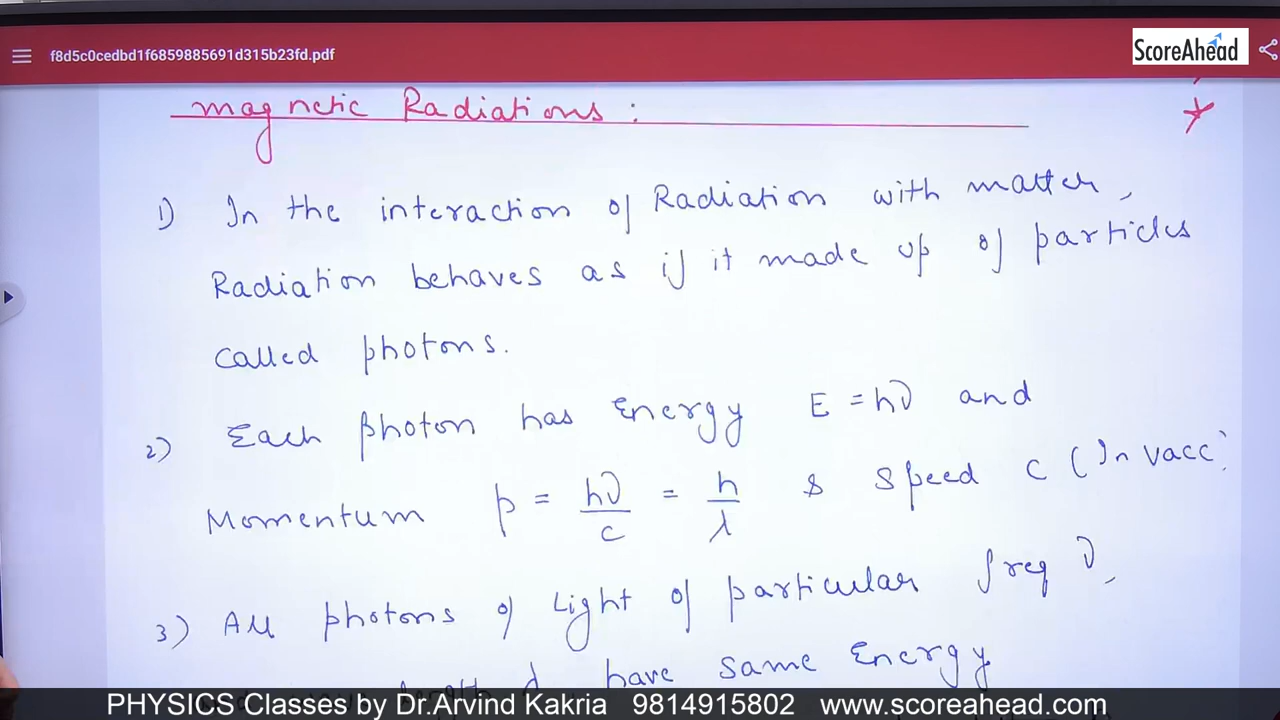 f8d5c0cedbd1f6859885691d315b23fd.pdf
ScoreAhead
magnetic Radiations :
1) In the interaction of Radiation with matter,
Radiation behaves as if it made up of particles
called photons.
2) Each photon has Energy E = hν and
Momentum p = hν/c = h/λ & speed c (In vacc
3) All photons of Light of particular freq ν,
have same Energy
PHYSICS Classes by Dr.Arvind Kakria 9814915802 www.scoreahead.com